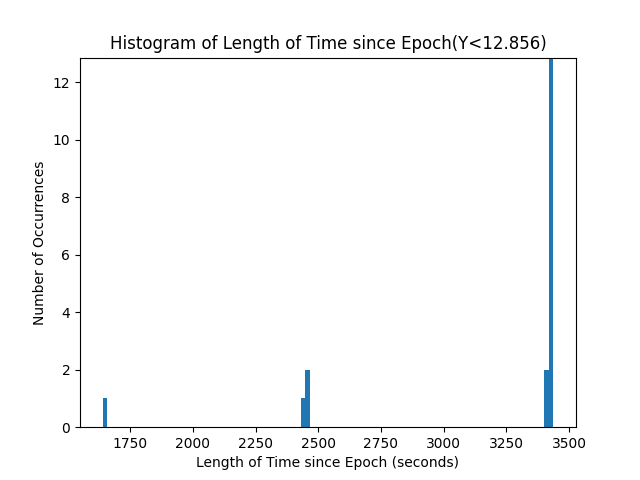 Histogram of Length of Time since Epoch(Y<12.856)
12
10
8
6
4
2
0
Number of Occurrences
1750 2000 2250 2500 2750 3000 3250 3500
Length of Time since Epoch (seconds)